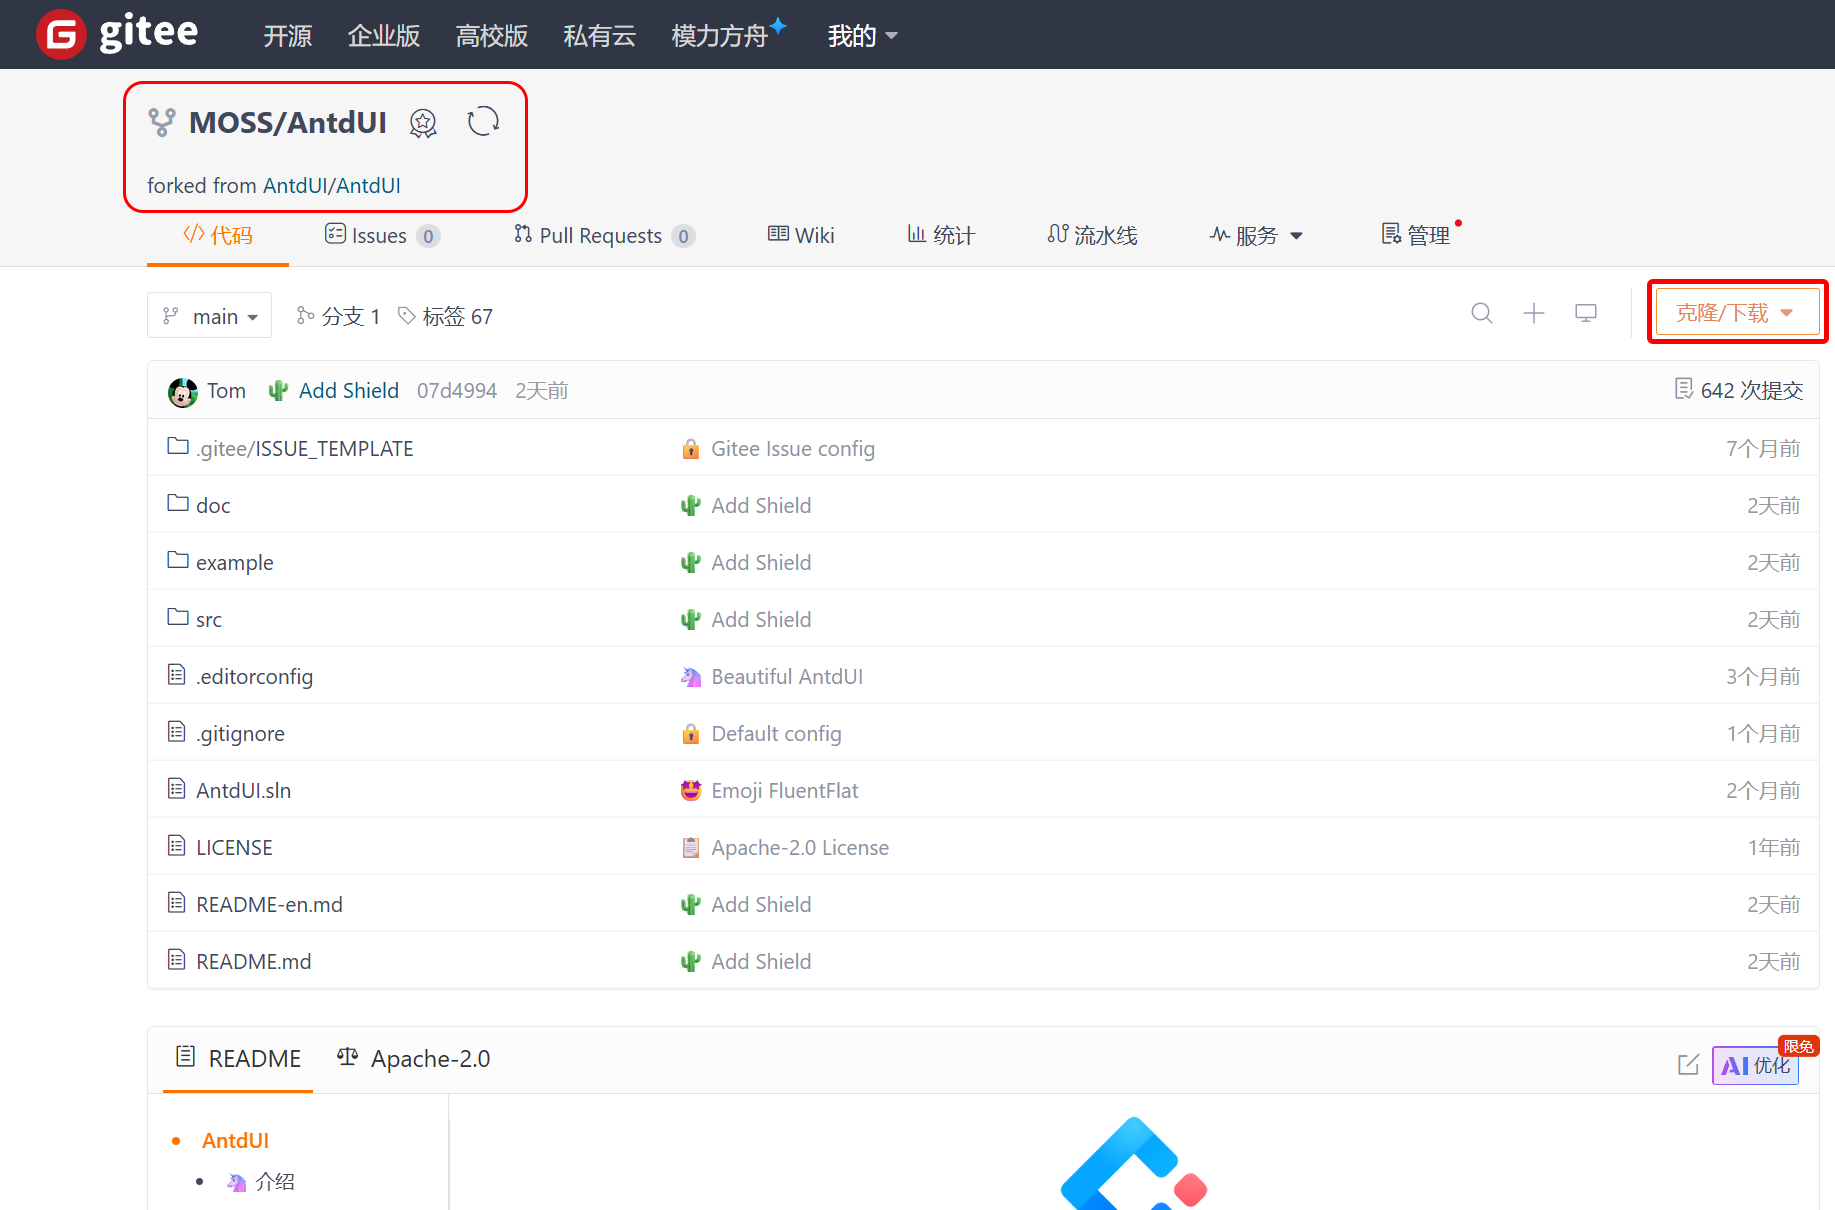 gitee 开源 企业版 高校版 私有云 模力方舟 我的
MOSS/AntdUI
forked from AntdUI/AntdUI
代码 Issues 0 Pull Requests 0 Wiki 统计 流水线 服务 管理
main 分支 1 标签 67 克隆/下载
Tom Add Shield 07d4994 2天前 642 次提交
.gitee/ISSUE_TEMPLATE Gitee Issue config 7个月前
doc Add Shield 2天前
example Add Shield 2天前
src Add Shield 2天前
.editorconfig Beautiful AntdUI 3个月前
.gitignore Default config 1个月前
AntdUI.sln Emoji FluentFlat 2个月前
LICENSE Apache-2.0 License 1年前
README-en.md Add Shield 2天前
README.md Add Shield 2天前
README Apache-2.0 AI 优化 限免
AntdUI
介绍